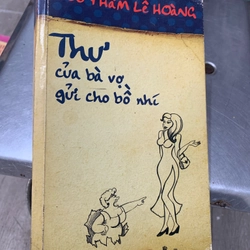 PHẠM LÊ HOÀNG
Thư
của bà vợ
gửi cho bồ nhí